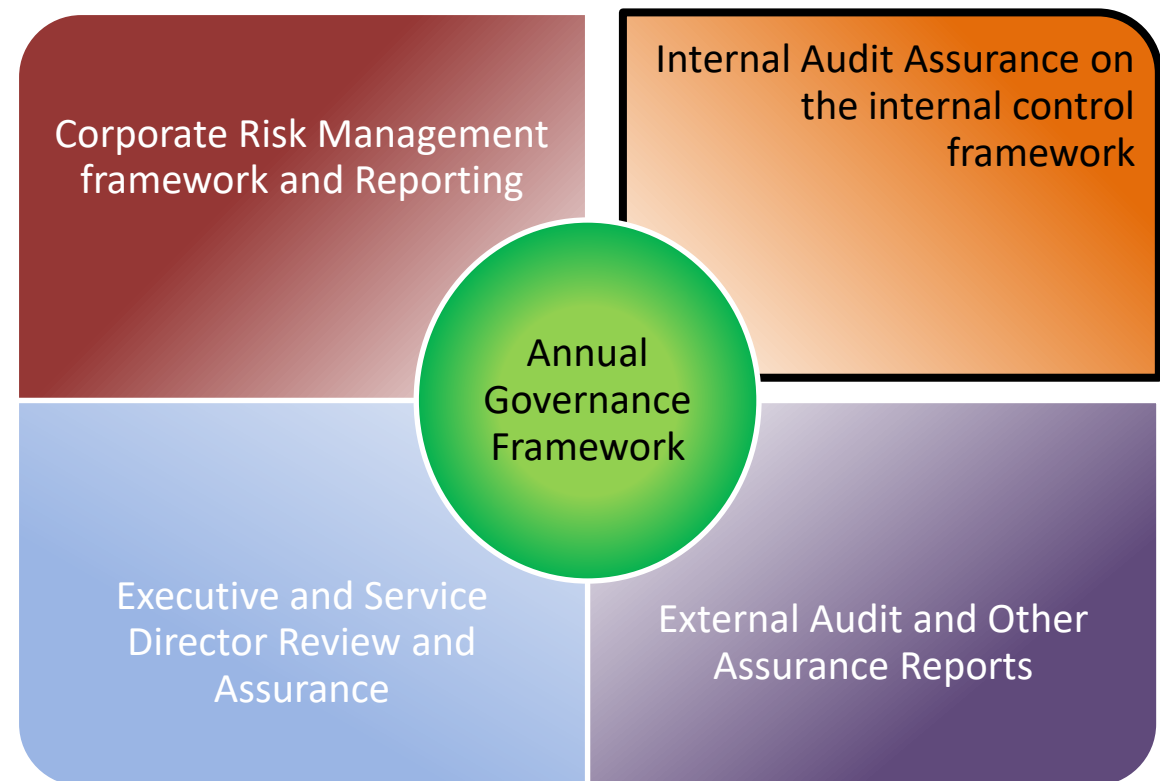 Corporate Risk Management
framework and Reporting
Internal Audit Assurance on
the internal control
framework
Annual
Governance
Framework
Executive and Service
Director Review and
Assurance
External Audit and Other
Assurance Reports